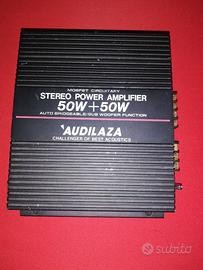 MOSFET CIRCUITARY
STEREO POWER AMPLIFIER
50W+50W
AUTO BRIDGEABLE/SUB WOOFER FUNCTION
AUDILAZA
CHALLENGER OF BEST ACOUSTICS
subito